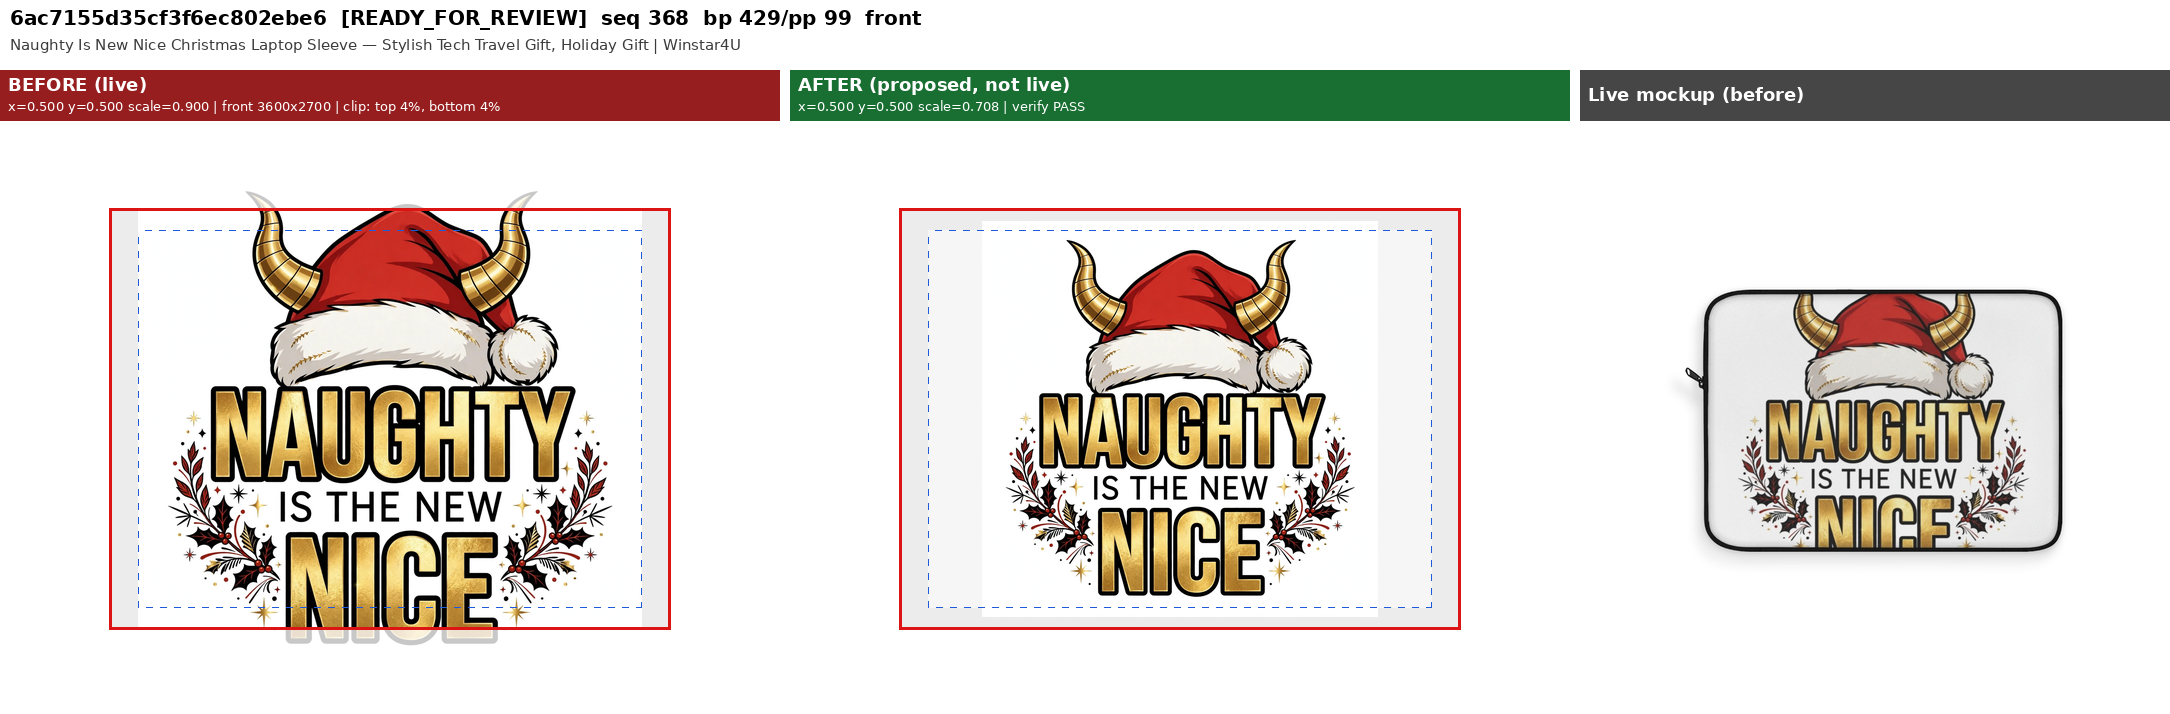 6ac7155d35cf3f6ec802ebe6  [READY_FOR_REVIEW]  seq 368  bp 429/pp 99  front
Naughty Is New Nice Christmas Laptop Sleeve — Stylish Tech Travel Gift, Holiday Gift | Winstar4U
BEFORE (live)
x=0.500 y=0.500 scale=0.900 | front 3600x2700 | clip: top 4%, bottom 4%
NAUGHTY
IS THE NEW
NICE
AFTER (proposed, not live)
x=0.500 y=0.500 scale=0.708 | verify PASS
NAUGHTY
IS THE NEW
NICE
Live mockup (before)
NAUGHTY
IS THE NEW
NICE